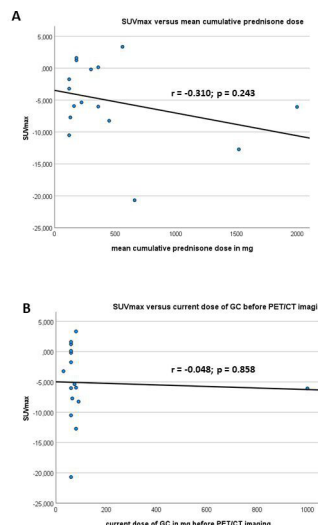 A
SUVmax versus mean cumulative prednisone dose
5,000
,000
-5,000
-10,000
-15,000
-20,000
-25,000
SUVmax
r = -0.310; p = 0.243
0 500 1000 1500 2000
mean cumulative prednisone dose in mg
B
SUVmax versus current dose of GC before PET/CT imagi
5,000
,000
-5,000
-10,000
-15,000
-20,000
-25,000
SUVmax
r = -0.048; p = 0.858
0 200 400 600 800 1000
current dose of GC in mg before PET/CT imaging